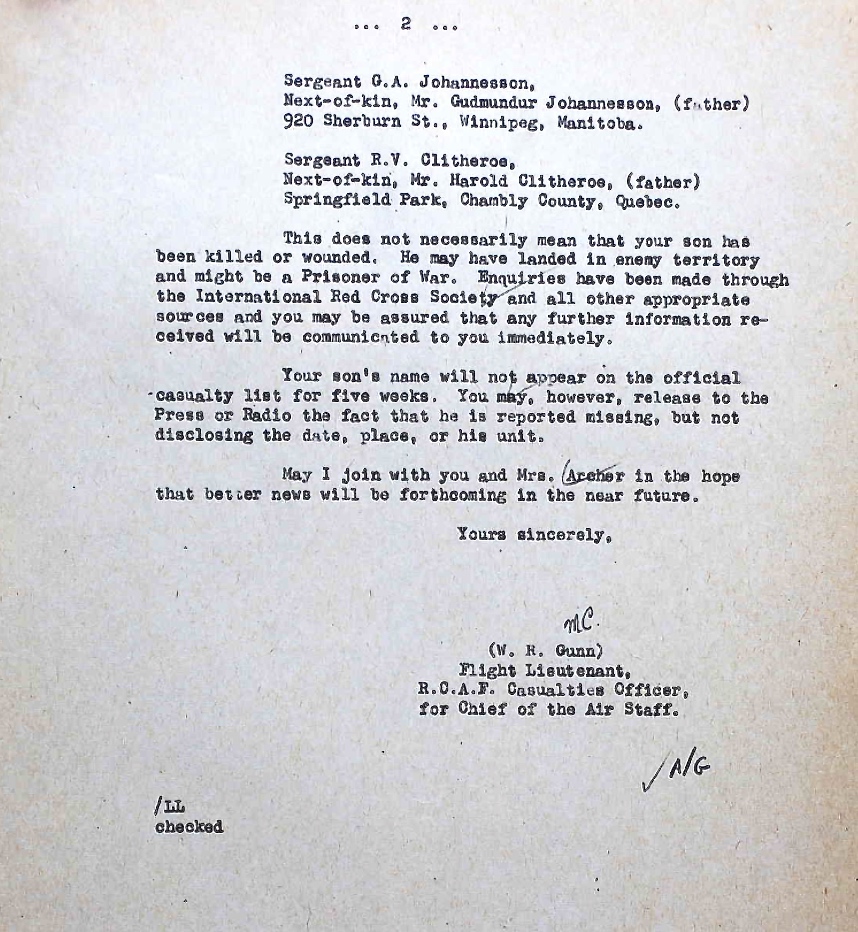 ... 2 ...
Sergeant G.A. Johannesson,
Next-of-kin, Mr. Gudmundur Johannesson, (father)
920 Sherburn St., Winnipeg, Manitoba.
Sergeant R.V. Clitheroe,
Next-of-kin, Mr. Harold Clitheroe, (father)
Springfield Park, Chambly County, Quebec.
This does not necessarily mean that your son has
been killed or wounded. He may have landed in enemy territory
and might be a Prisoner of War. Enquiries have been made through
the International Red Cross Society and all other appropriate
sources and you may be assured that any further information re-
ceived will be communicated to you immediately.
Your son's name will not appear on the official
casualty list for five weeks. You may, however, release to the
Press or Radio the fact that he is reported missing, but not
disclosing the date, place, or his unit.
May I join with you and Mrs. Archer in the hope
that better news will be forthcoming in the near future.
Yours sincerely,
MC.
(W. R. Gunn)
Flight Lieutenant,
R.C.A.F. Casualties Officer,
for Chief of the Air Staff.
√ A/G
/LL
checked